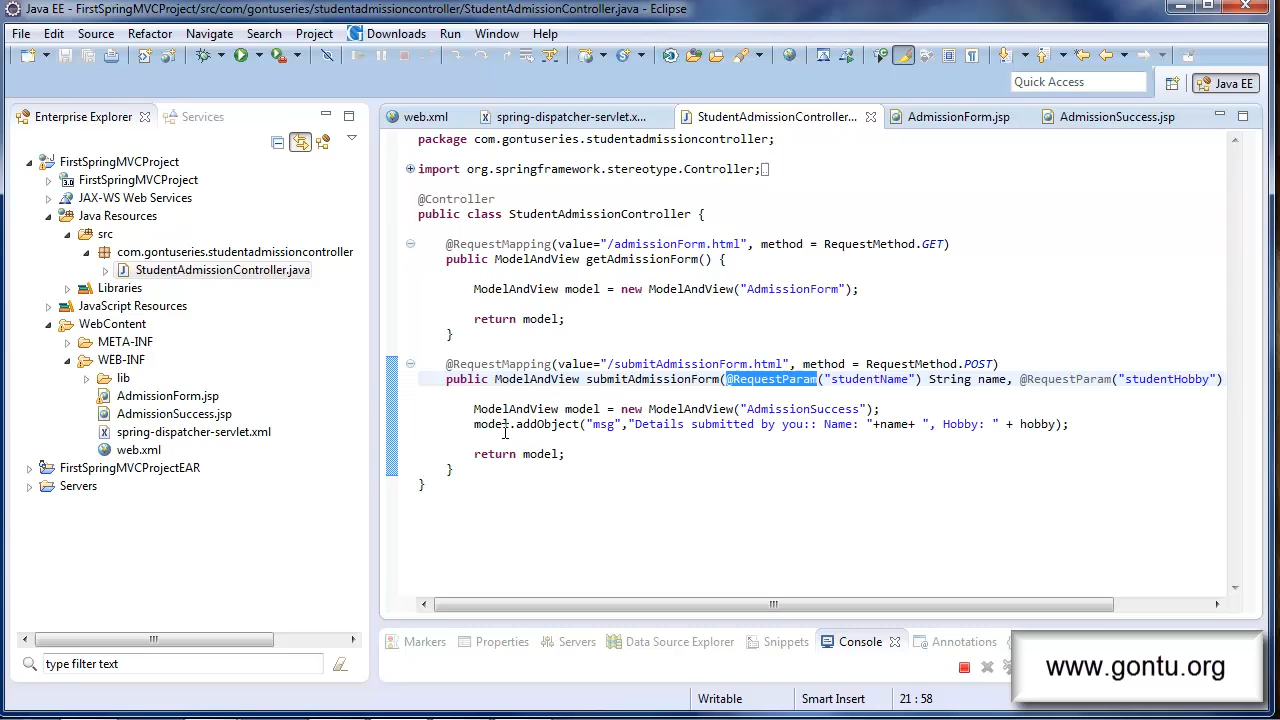 Java EE - FirstSpringMVCProject/src/com/gontuseries/studentadmissioncontroller/StudentAdmissionController.java - Eclipse
File Edit Source Refactor Navigate Search Project Downloads Run Window Help
Quick Access
Java EE
Enterprise Explorer
Services
FirstSpringMVCProject
FirstSpringMVCProject
JAX-WS Web Services
Java Resources
src
com.gontuseries.studentadmissioncontroller
StudentAdmissionController.java
Libraries
JavaScript Resources
WebContent
META-INF
WEB-INF
lib
AdmissionForm.jsp
AdmissionSuccess.jsp
spring-dispatcher-servlet.xml
web.xml
FirstSpringMVCProjectEAR
Servers
type filter text
web.xml spring-dispatcher-servlet.x... StudentAdmissionController... AdmissionForm.jsp AdmissionSuccess.jsp
package com.gontuseries.studentadmissioncontroller;
import org.springframework.stereotype.Controller;
@Controller
public class StudentAdmissionController {
@RequestMapping(value="/admissionForm.html", method = RequestMethod.GET)
public ModelAndView getAdmissionForm() {
ModelAndView model = new ModelAndView("AdmissionForm");
return model;
}
@RequestMapping(value="/submitAdmissionForm.html", method = RequestMethod.POST)
public ModelAndView submitAdmissionForm(@RequestParam("studentName") String name, @RequestParam("studentHobby")
ModelAndView model = new ModelAndView("AdmissionSuccess");
model.addObject("msg","Details submitted by you:: Name: "+name+ ", Hobby: " + hobby);
return model;
}
}
Markers Properties Servers Data Source Explorer Snippets Console Annotations
www.gontu.org
Writable Smart Insert 21 : 58